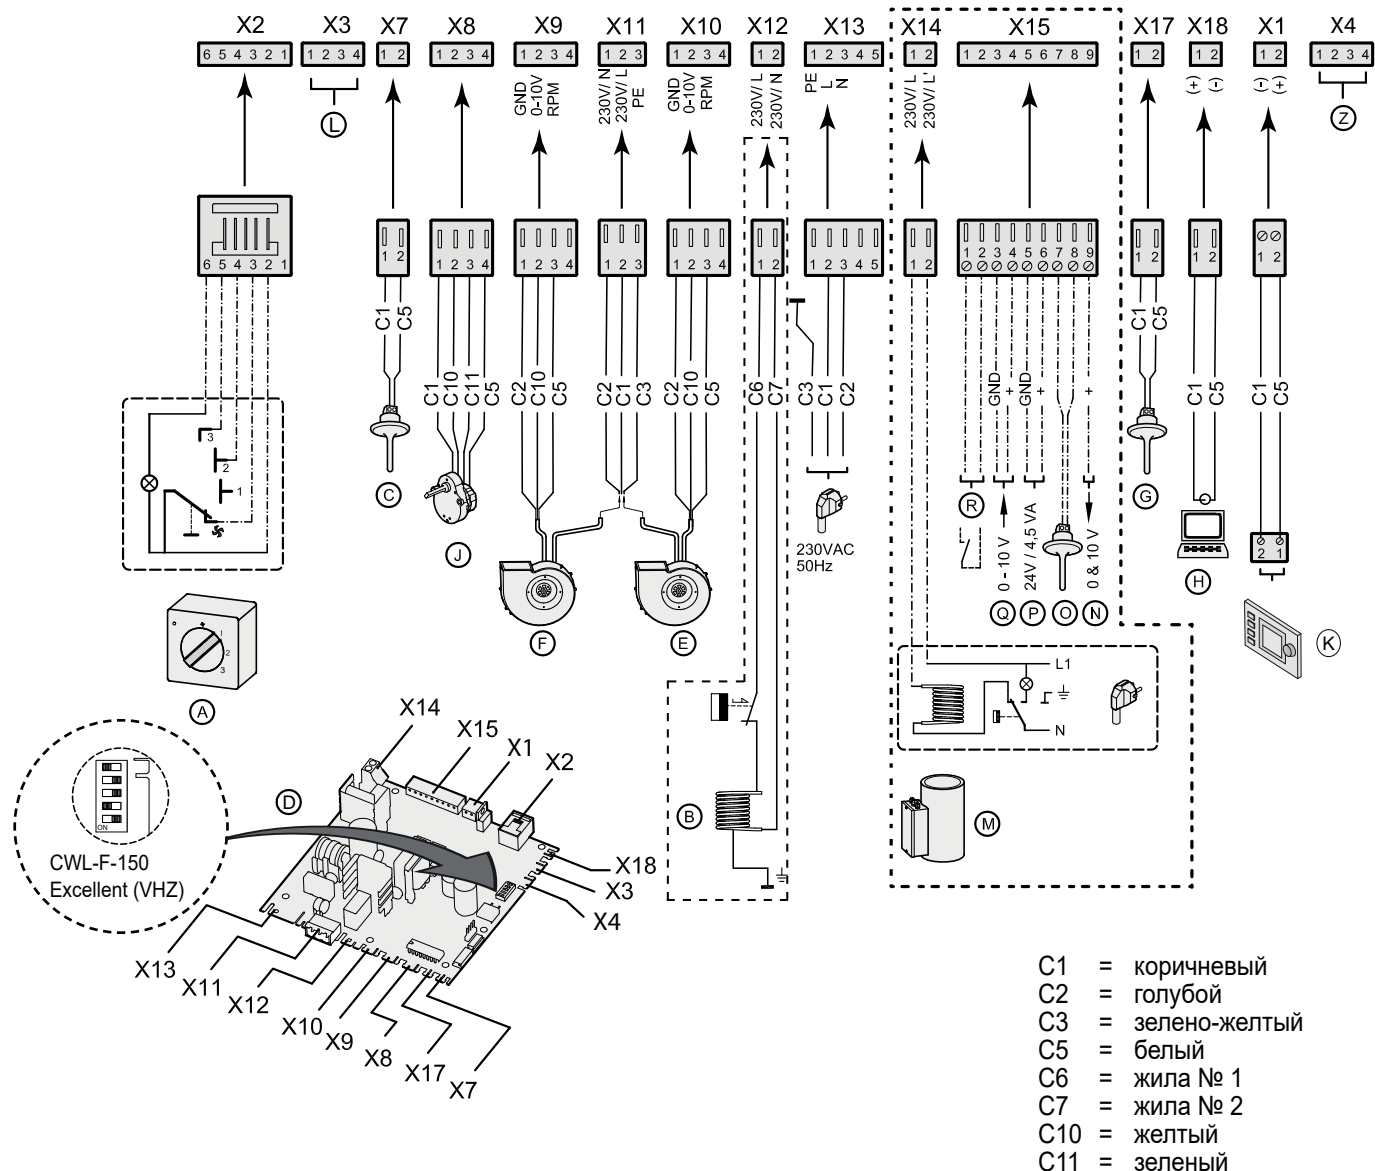 X2 X3 X7 X8 X9 X11 X10 X12 X13 X14 X15 X17 X18 X1 X4
6 5 4 3 2 1 1 2 3 4 1 2 1 2 3 4 1 2 3 4 1 2 3 1 2 3 4 1 2 1 2 3 4 5 1 2 1 2 3 4 5 6 7 8 9 1 2 1 2 1 2 1 2 3 4
L
GND
0-10V
RPM
230V/ N
230V/ L
PE
GND
0-10V
RPM
230V/ L
230V/ N
PE
L
N
230V/ L
230V/ L'
(+)
(-)
(-)
(+)
Z
6 5 4 3 2 1 1 2 1 2 3 4 1 2 3 4 1 2 3 1 2 3 4 1 2 1 2 3 4 5 1 2 1 2 3 4 5 6 7 8 9 1 2 1 2 1 2
C1 C5
C1 C10 C11 C5
C2 C10 C5
C2 C1 C3
C2 C10 C5
C6 C7
C3 C1 C2
GND + GND + +
C1 C5
C1 C5
C1 C5
3
2
1
C
J
F
E
230VAC
50Hz
R
0 - 10 V
24V / 4,5 VA
0 & 10 V
Q P O N
G
H
2 1
K
1
2
3
A
L1
N
B
M
D
ON
CWL-F-150
Excellent (VHZ)
X14
X15
X1
X2
X18
X3
X4
X13
X11
X12
X10
X9
X8
X17
X7
C1 = коричневый
C2 = голубой
C3 = зелено-желтый
C5 = белый
C6 = жила № 1
C7 = жила № 2
C10 = желтый
C11 = зеленый